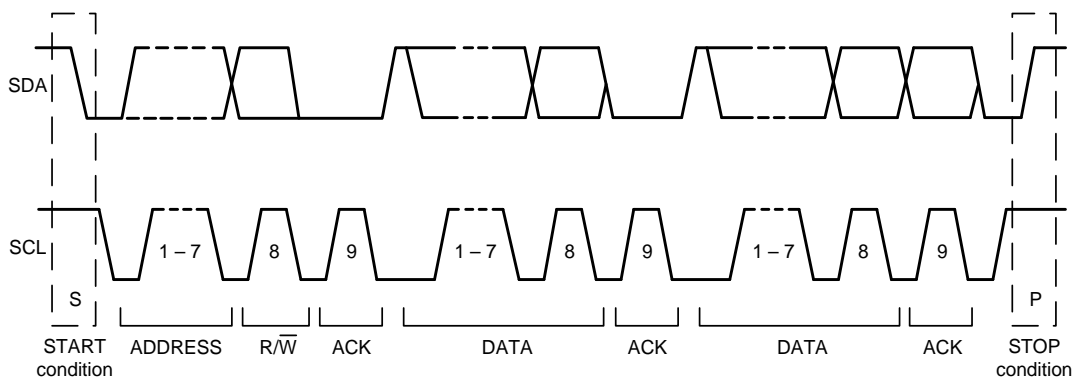 SDA
SCL
1 – 7
8
9
1 – 7
8
9
1 – 7
8
9
S
P
START
condition
ADDRESS
R/W̅
ACK
DATA
ACK
DATA
ACK
STOP
condition